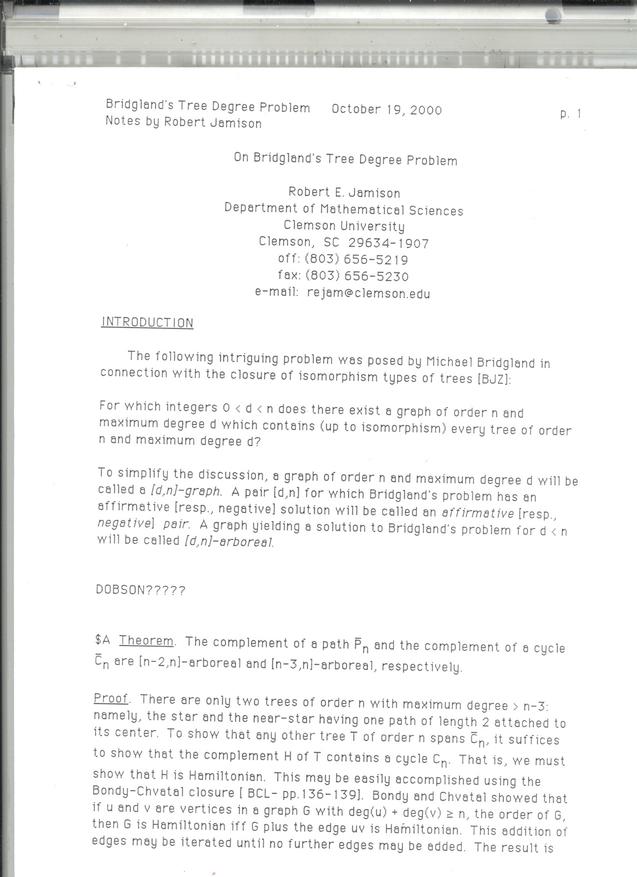 Bridgland's Tree Degree Problem October 19, 2000 p. 1
Notes by Robert Jamison
On Bridgland's Tree Degree Problem
Robert E. Jamison
Department of Mathematical Sciences
Clemson University
Clemson, SC 29634-1907
off: (803) 656-5219
fax: (803) 656-5230
e-mail: rejam@clemson.edu
INTRODUCTION
The following intriguing problem was posed by Michael Bridgland in
connection with the closure of isomorphism types of trees [BJZ]:
For which integers 0 < d < n does there exist a graph of order n and
maximum degree d which contains (up to isomorphism) every tree of order
n and maximum degree d?
To simplify the discussion, a graph of order n and maximum degree d will be
called a [d,n]-graph. A pair [d,n] for which Bridgland's problem has an
affirmative [resp., negative] solution will be called an affirmative [resp.,
negative] pair. A graph yielding a solution to Bridgland's problem for d < n
will be called [d,n]-arboreal.
DOBSON?????
$A Theorem. The complement of a path P̄n and the complement of a cycle
C̄n are [n-2,n]-arboreal and [n-3,n]-arboreal, respectively.
Proof. There are only two trees of order n with maximum degree > n-3:
namely, the star and the near-star having one path of length 2 attached to
its center. To show that any other tree T of order n spans C̄n, it suffices
to show that the complement H of T contains a cycle Cn. That is, we must
show that H is Hamiltonian. This may be easily accomplished using the
Bondy-Chvatal closure [ BCL- pp.136-139]. Bondy and Chvatal showed that
if u and v are vertices in a graph G with deg(u) + deg(v) ≥ n, the order of G,
then G is Hamiltonian iff G plus the edge uv is Hamiltonian. This addition of
edges may be iterated until no further edges may be added. The result is